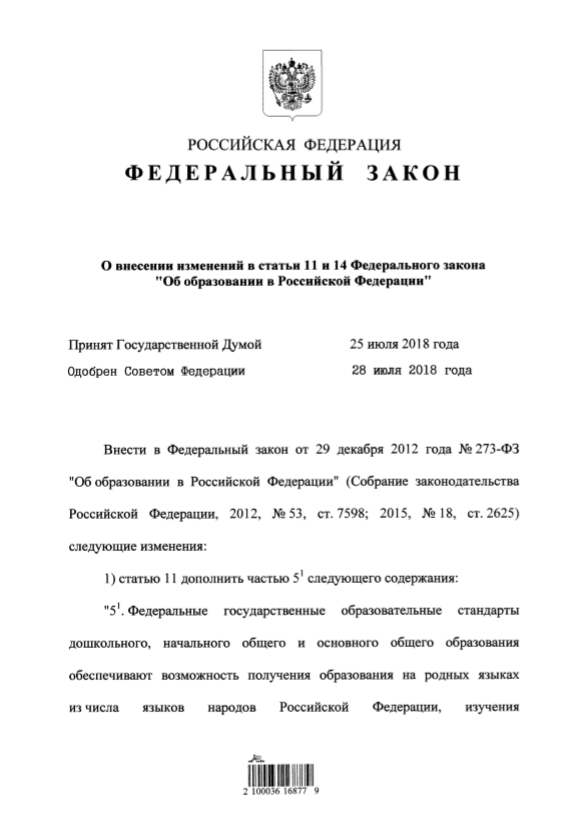 РОССИЙСКАЯ ФЕДЕРАЦИЯ
ФЕДЕРАЛЬНЫЙ ЗАКОН
О внесении изменений в статьи 11 и 14 Федерального закона
"Об образовании в Российской Федерации"
Принят Государственной Думой 25 июля 2018 года
Одобрен Советом Федерации 28 июля 2018 года
Внести в Федеральный закон от 29 декабря 2012 года № 273-ФЗ
"Об образовании в Российской Федерации" (Собрание законодательства
Российской Федерации, 2012, № 53, ст. 7598; 2015, № 18, ст. 2625)
следующие изменения:
1) статью 11 дополнить частью 5¹ следующего содержания:
"5¹. Федеральные государственные образовательные стандарты
дошкольного, начального общего и основного общего образования
обеспечивают возможность получения образования на родных языках
из числа языков народов Российской Федерации, изучения
2 100036 16877 9